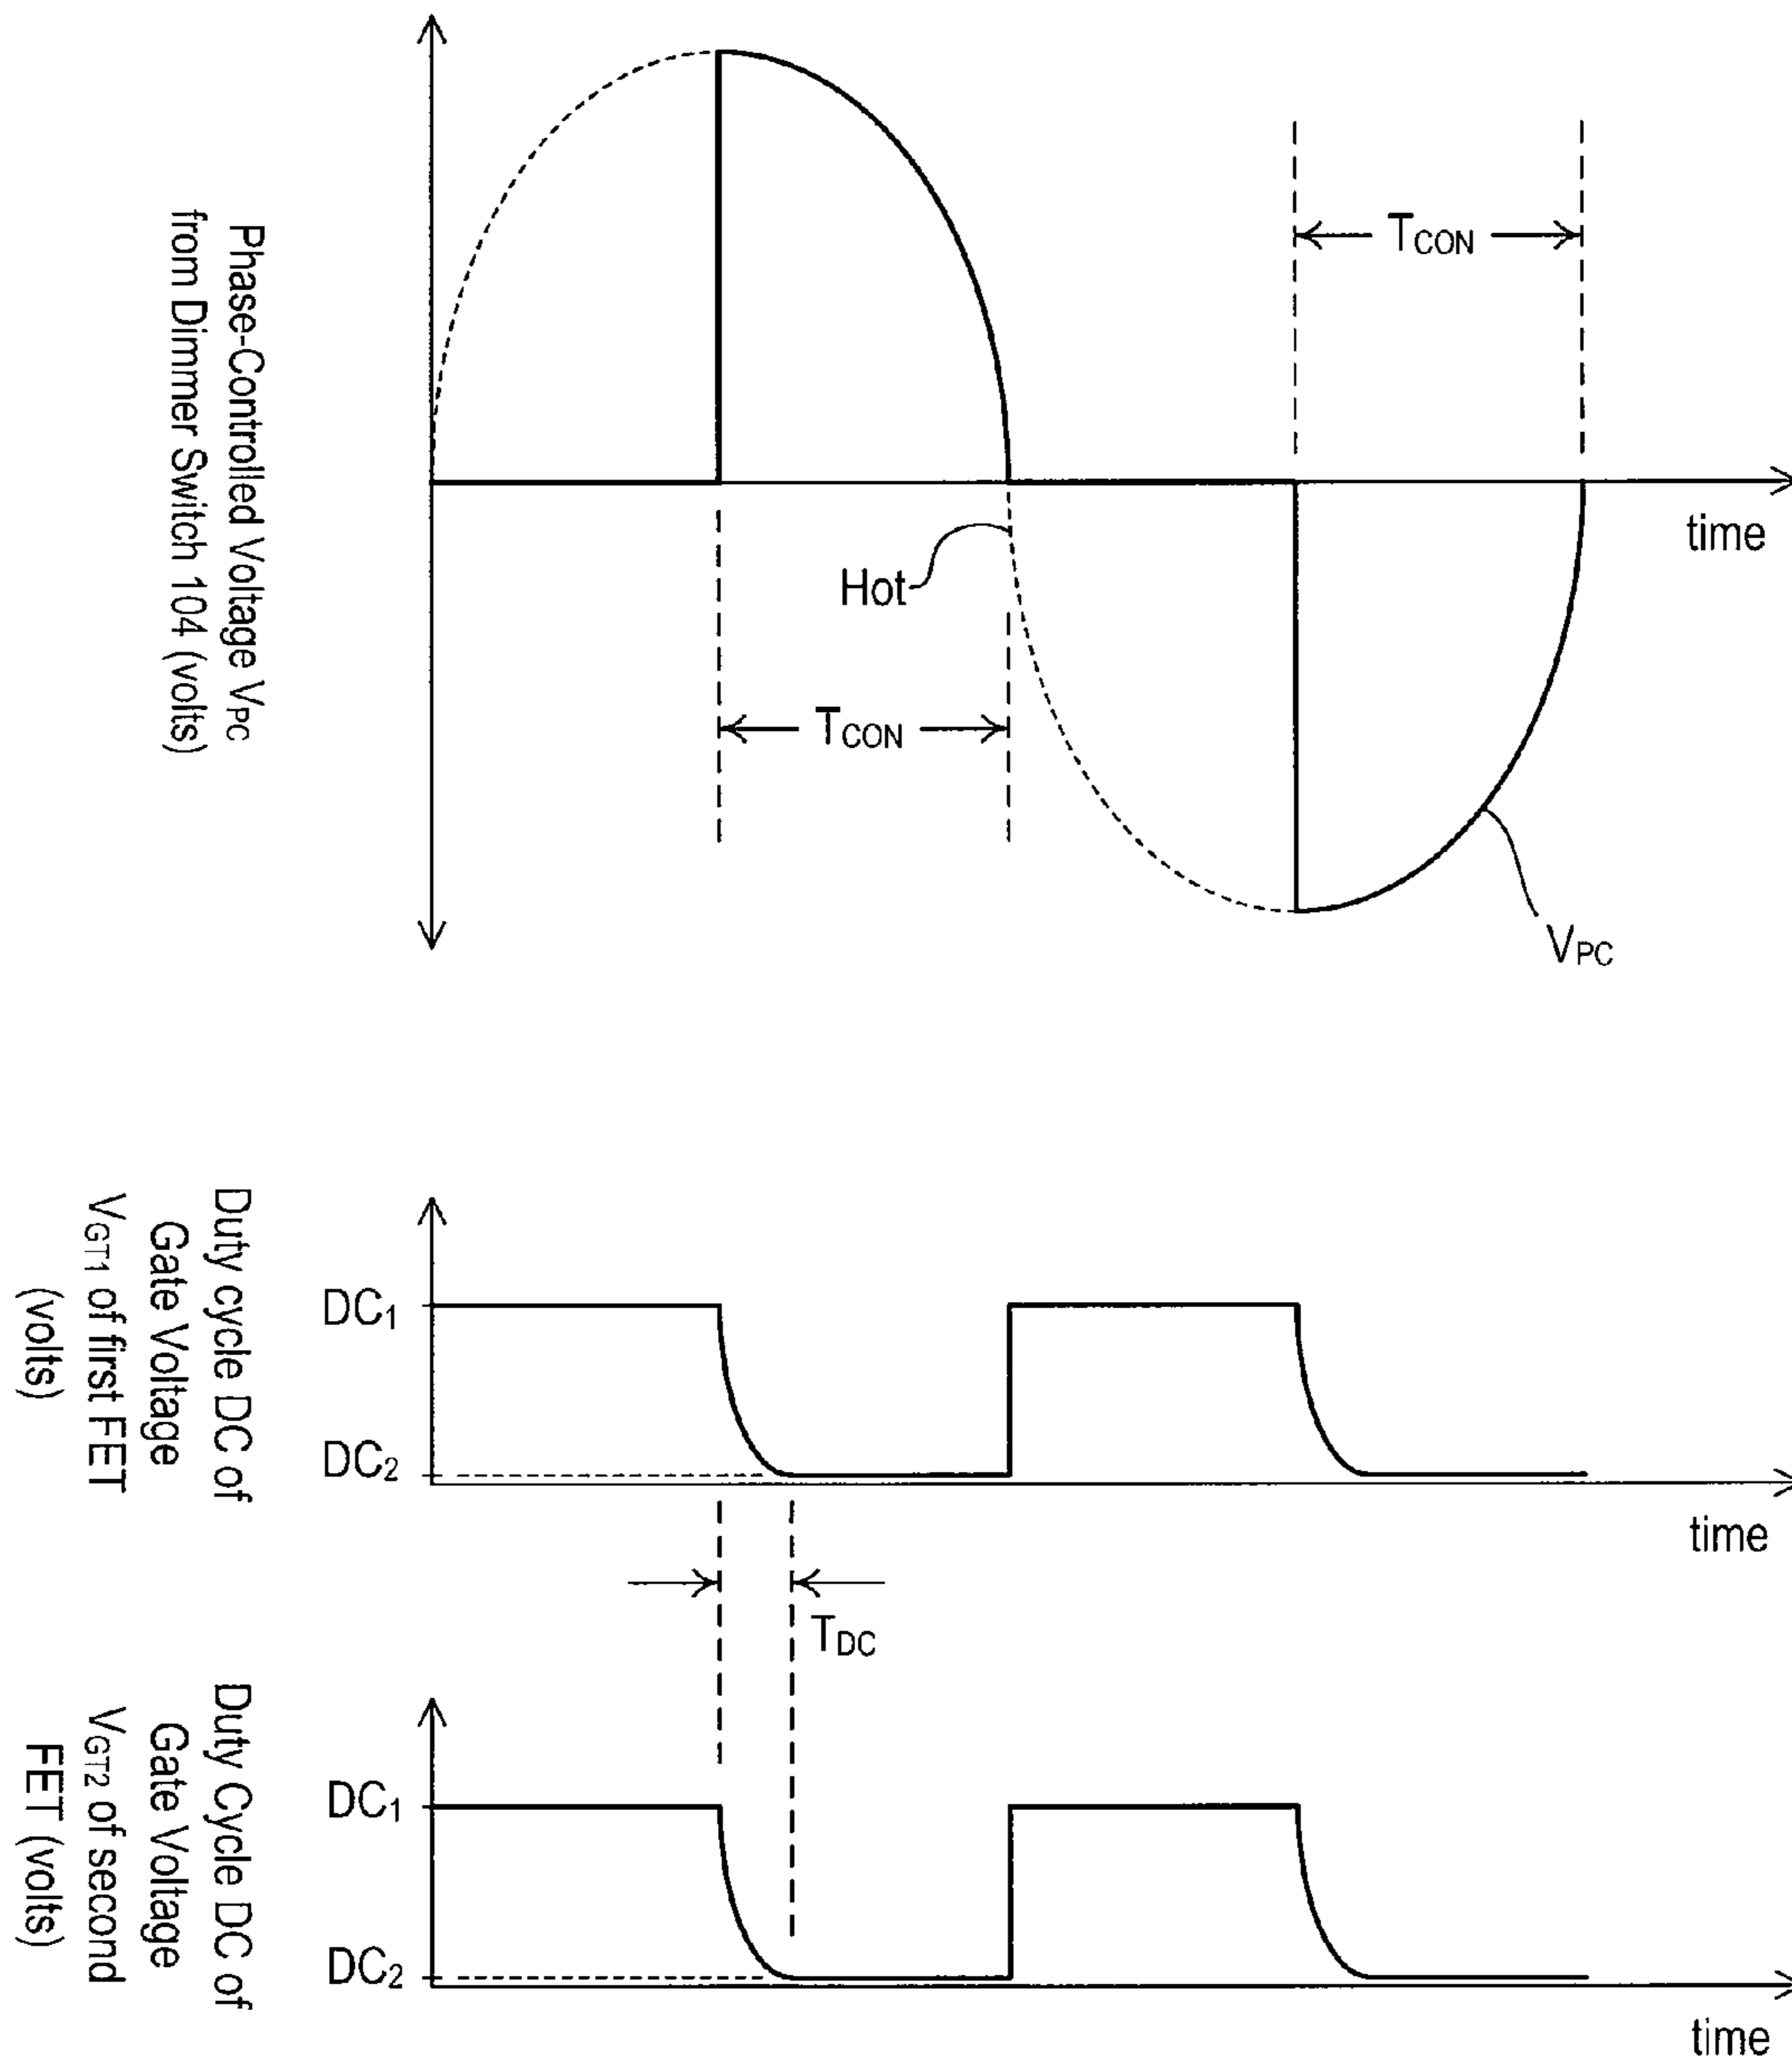 Phase-Controlled Voltage VPC
from Dimmer Switch 104 (volts)
TCON
time
Hot
TCON
VPC
Duty cycle DC of
Gate Voltage
VGT1 of first FET
(volts)
DC1
DC2
time
TDC
Duty Cycle DC of
Gate Voltage
VGT2 of second
FET (volts)
DC1
DC2
time